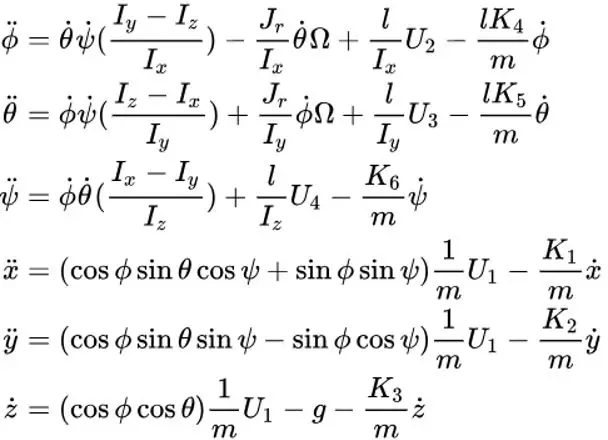 \ddot{\phi} = \dot{\theta}\dot{\psi}(\frac{I_y - I_z}{I_x}) - \frac{J_r}{I_x}\dot{\theta}\Omega + \frac{l}{I_x}U_2 - \frac{lK_4}{m}\dot{\phi}
\ddot{\theta} = \dot{\phi}\dot{\psi}(\frac{I_z - I_x}{I_y}) + \frac{J_r}{I_y}\dot{\phi}\Omega + \frac{l}{I_y}U_3 - \frac{lK_5}{m}\dot{\theta}
\ddot{\psi} = \dot{\phi}\dot{\theta}(\frac{I_x - I_y}{I_z}) + \frac{l}{I_z}U_4 - \frac{K_6}{m}\dot{\psi}
\ddot{x} = (\cos\phi\sin\theta\cos\psi + \sin\phi\sin\psi)\frac{1}{m}U_1 - \frac{K_1}{m}\dot{x}
\ddot{y} = (\cos\phi\sin\theta\sin\psi - \sin\phi\cos\psi)\frac{1}{m}U_1 - \frac{K_2}{m}\dot{y}
\dot{z} = (\cos\phi\cos\theta)\frac{1}{m}U_1 - g - \frac{K_3}{m}\dot{z}